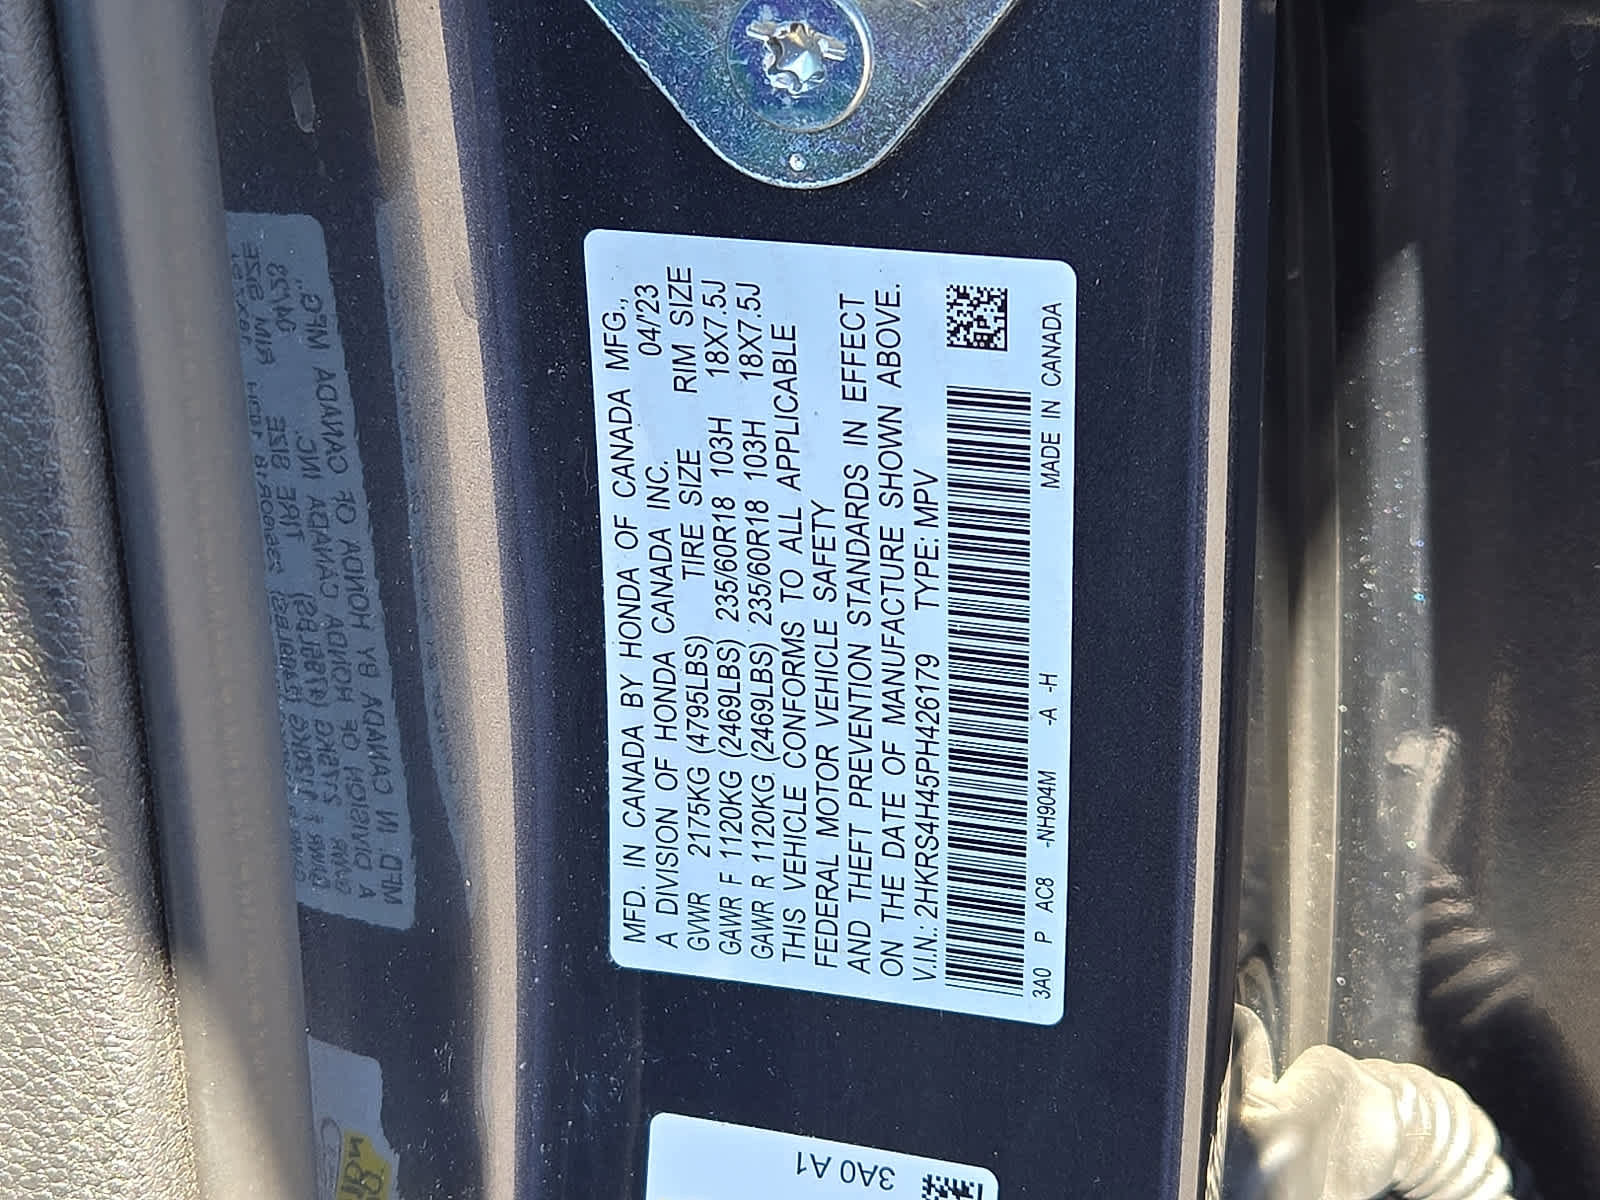 MFD. IN CANADA BY HONDA OF CANADA MFG.,
A DIVISION OF HONDA CANADA INC. 04/'23
GVWR 2175KG (4795LBS) TIRE SIZE RIM SIZE
GAWR F 1120KG (2469LBS) 235/60R18 103H 18X7.5J
GAWR R 1120KG (2469LBS) 235/60R18 103H 18X7.5J
THIS VEHICLE CONFORMS TO ALL APPLICABLE
FEDERAL MOTOR VEHICLE SAFETY
AND THEFT PREVENTION STANDARDS IN EFFECT
ON THE DATE OF MANUFACTURE SHOWN ABOVE.
V.I.N.: 2HKRS4H45PH426179 TYPE: MPV
3A0 P AC8 -NH904M -A -H MADE IN CANADA
3A0 A1